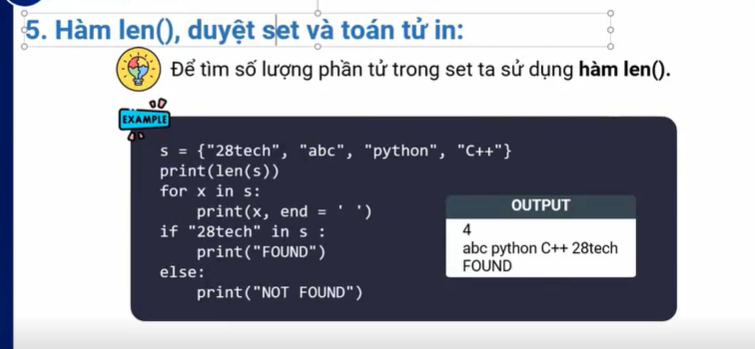 5. Hàm len(), duyệt set và toán tử in:
Để tìm số lượng phần tử trong set ta sử dụng hàm len().
EXAMPLE
s = {"28tech", "abc", "python", "C++"}
print(len(s))
for x in s:
    print(x, end = ' ')
if "28tech" in s :
    print("FOUND")
else:
    print("NOT FOUND")
OUTPUT
4
abc python C++ 28tech
FOUND